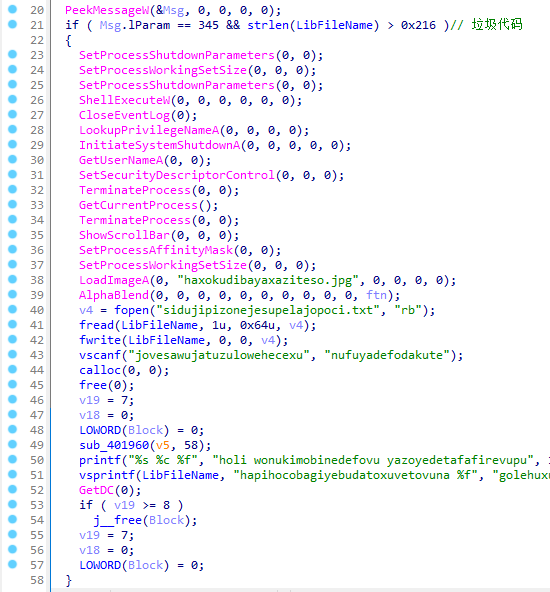 20 PeekMessageW(&Msg, 0, 0, 0, 0);
21 if ( Msg.lParam == 345 && strlen(LibFileName) > 0x216 )// 垃圾代码
22 {
23 SetProcessShutdownParameters(0, 0);
24 SetProcessWorkingSetSize(0, 0, 0);
25 SetProcessShutdownParameters(0, 0);
26 ShellExecuteW(0, 0, 0, 0, 0, 0);
27 CloseEventLog(0);
28 LookupPrivilegeNameA(0, 0, 0, 0);
29 InitiateSystemShutdownA(0, 0, 0, 0, 0);
30 GetUserNameA(0, 0);
31 SetSecurityDescriptorControl(0, 0, 0);
32 TerminateProcess(0, 0);
33 GetCurrentProcess();
34 TerminateProcess(0, 0);
35 ShowScrollBar(0, 0, 0);
36 SetProcessAffinityMask(0, 0);
37 SetProcessWorkingSetSize(0, 0, 0);
38 LoadImageA(0, "haxokudibayaxaziteso.jpg", 0, 0, 0, 0);
39 AlphaBlend(0, 0, 0, 0, 0, 0, 0, 0, 0, 0, ftn);
40 v4 = fopen("sidujipizonejesupelajopoci.txt", "rb");
41 fread(LibFileName, 1u, 0x64u, v4);
42 fwrite(LibFileName, 0, 0, v4);
43 vscanf("jovesawujatuzulowehecexu", "nufuyadefodakute");
44 calloc(0, 0);
45 free(0);
46 v19 = 7;
47 v18 = 0;
48 LOWORD(Block) = 0;
49 sub_401960(v5, 58);
50 printf("%s %c %f", "holi wonukimobinedefovu yazoyedetafafirevupu",
51 vsprintf(LibFileName, "hapihocobagiyebudatoxuvetovuna %f",
52 GetDC(0);
53 if ( v19 >= 8 )
54 j__free(Block);
55 v19 = 7;
56 v18 = 0;
57 LOWORD(Block) = 0;
58 }